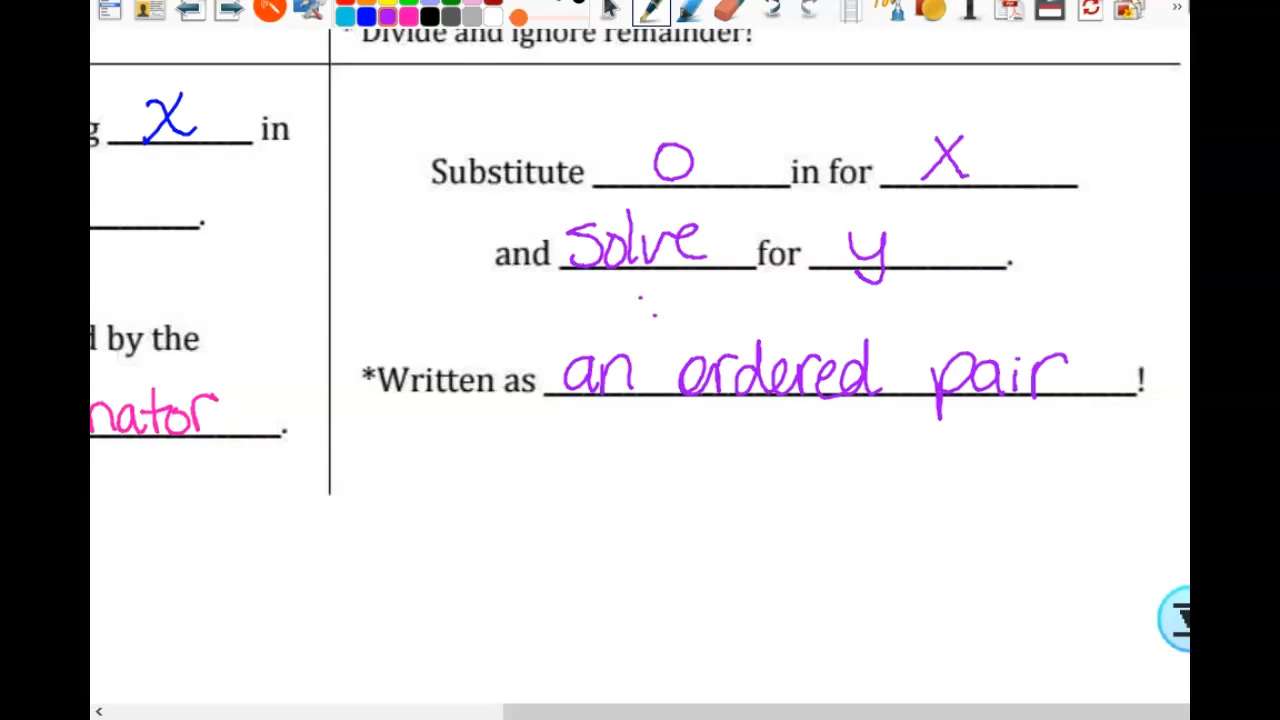 * Divide and ignore remainder!
x in
.
Substitute 0 in for X
and solve for y.
d by the
nator.
*Written as an ordered pair!